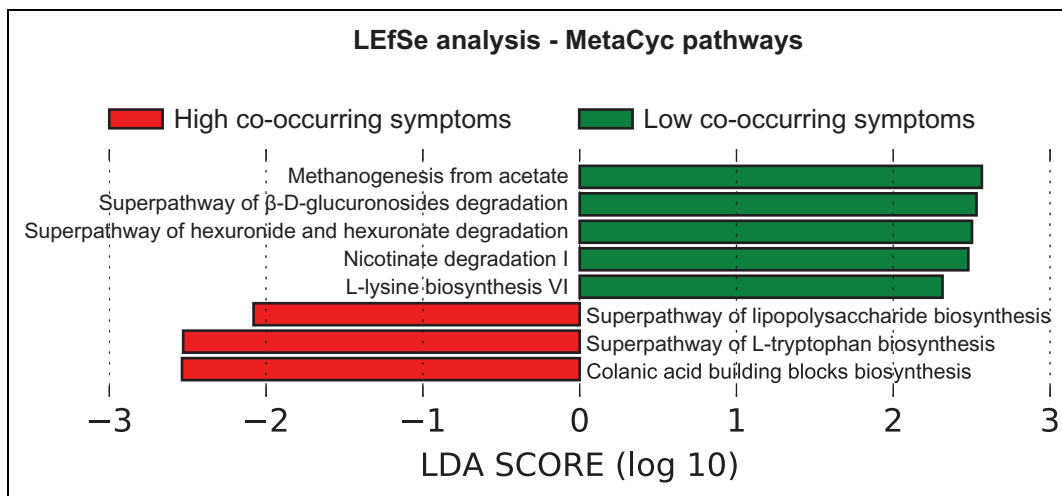 LEfSe analysis - MetaCyc pathways
High co-occurring symptoms
Low co-occurring symptoms
Methanogenesis from acetate
Superpathway of β-D-glucuronosides degradation
Superpathway of hexuronide and hexuronate degradation
Nicotinate degradation I
L-lysine biosynthesis VI
Superpathway of lipopolysaccharide biosynthesis
Superpathway of L-tryptophan biosynthesis
Colanic acid building blocks biosynthesis
−3 −2 −1 0 1 2 3
LDA SCORE (log 10)